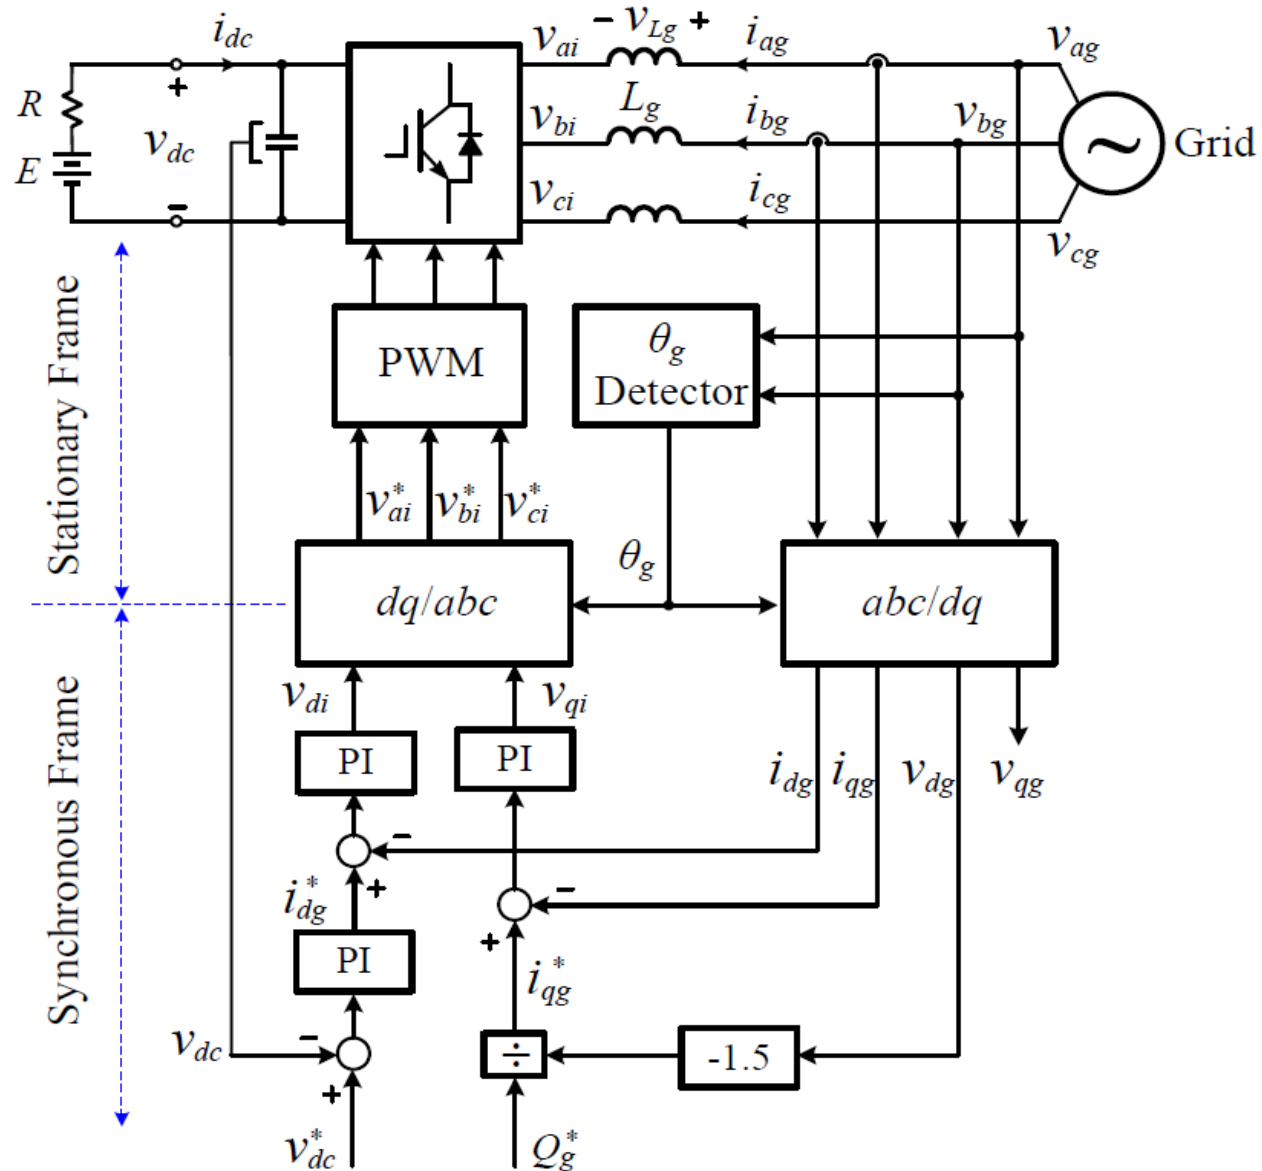 i_dc
− v_Lg +
v_ai
i_ag
v_ag
R
+
v_dc
L_g
v_bi
i_bg
v_bg
Grid
E
−
v_ci
i_cg
v_cg
Stationary Frame
PWM
θ_g
Detector
v*_ai
v*_bi
v*_ci
θ_g
dq/abc
abc/dq
Synchronous Frame
v_di
v_qi
PI
PI
i_dg
i_qg
v_dg
v_qg
−
+
−
i*_dg
+
PI
i*_qg
−
v_dc
÷
-1.5
+
v*_dc
Q*_g